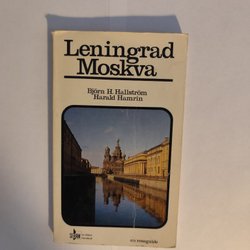 Leningrad
Moskva
Björn H. Hallström
Harald Hamrin
en reseguide